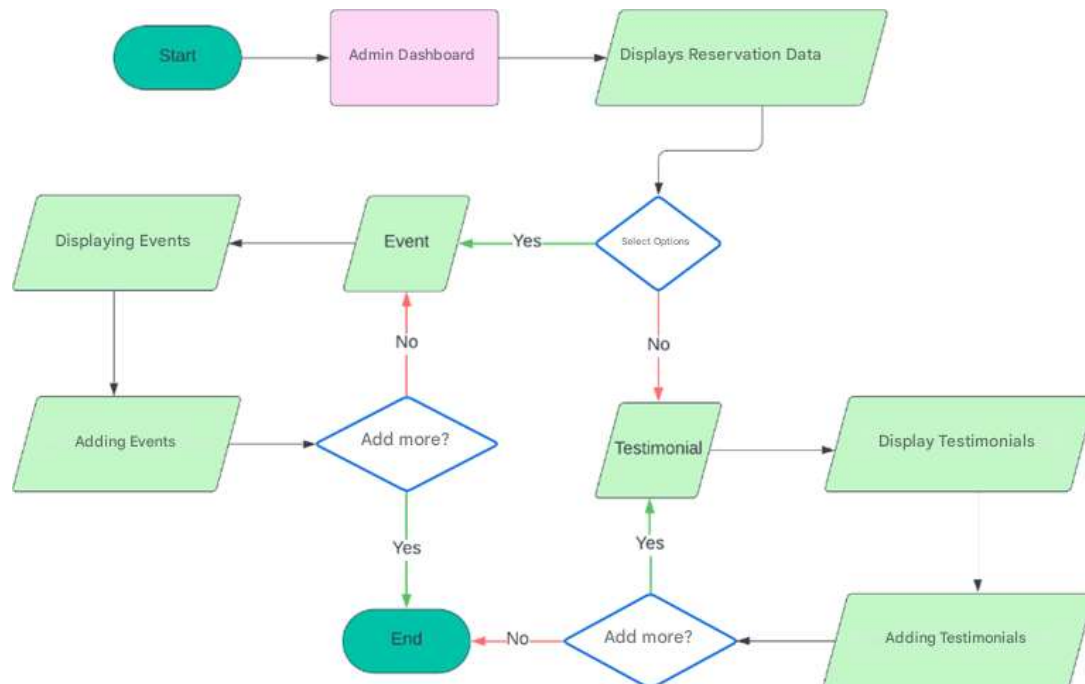 Start
Admin Dashboard
Displays Reservation Data
Displaying Events
Event
Yes
Select Options
No
No
Adding Events
Add more?
Testimonial
Display Testimonials
Yes
Yes
End
No
Add more?
Adding Testimonials